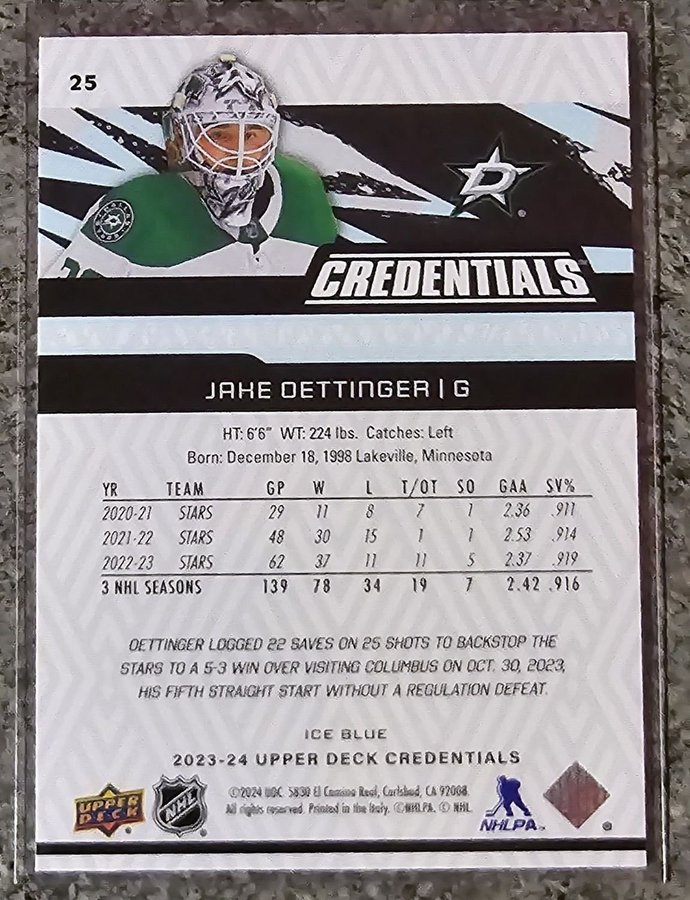 25
D
CREDENTIALS™
JAKE OETTINGER | G
HT: 6'6" WT: 224 lbs. Catches: Left
Born: December 18, 1998 Lakeville, Minnesota
YR TEAM GP W L T/OT SO GAA SV%
2020-21 STARS 29 11 8 7 1 2.36 .911
2021-22 STARS 48 30 15 1 1 2.53 .914
2022-23 STARS 62 37 11 11 5 2.37 .919
3 NHL SEASONS 139 78 34 19 7 2.42 .916
OETTINGER LOGGED 22 SAVES ON 25 SHOTS TO BACKSTOP THE
STARS TO A 5-3 WIN OVER VISITING COLUMBUS ON OCT. 30, 2023,
HIS FIFTH STRAIGHT START WITHOUT A REGULATION DEFEAT.
ICE BLUE
2023-24 UPPER DECK CREDENTIALS
UPPER DECK
NHL
©2024 UDC. 5830 El Camino Real, Carlsbad, CA 92008.
All rights reserved. Printed in the Italy. ©NHLPA. © NHL.
NHLPA